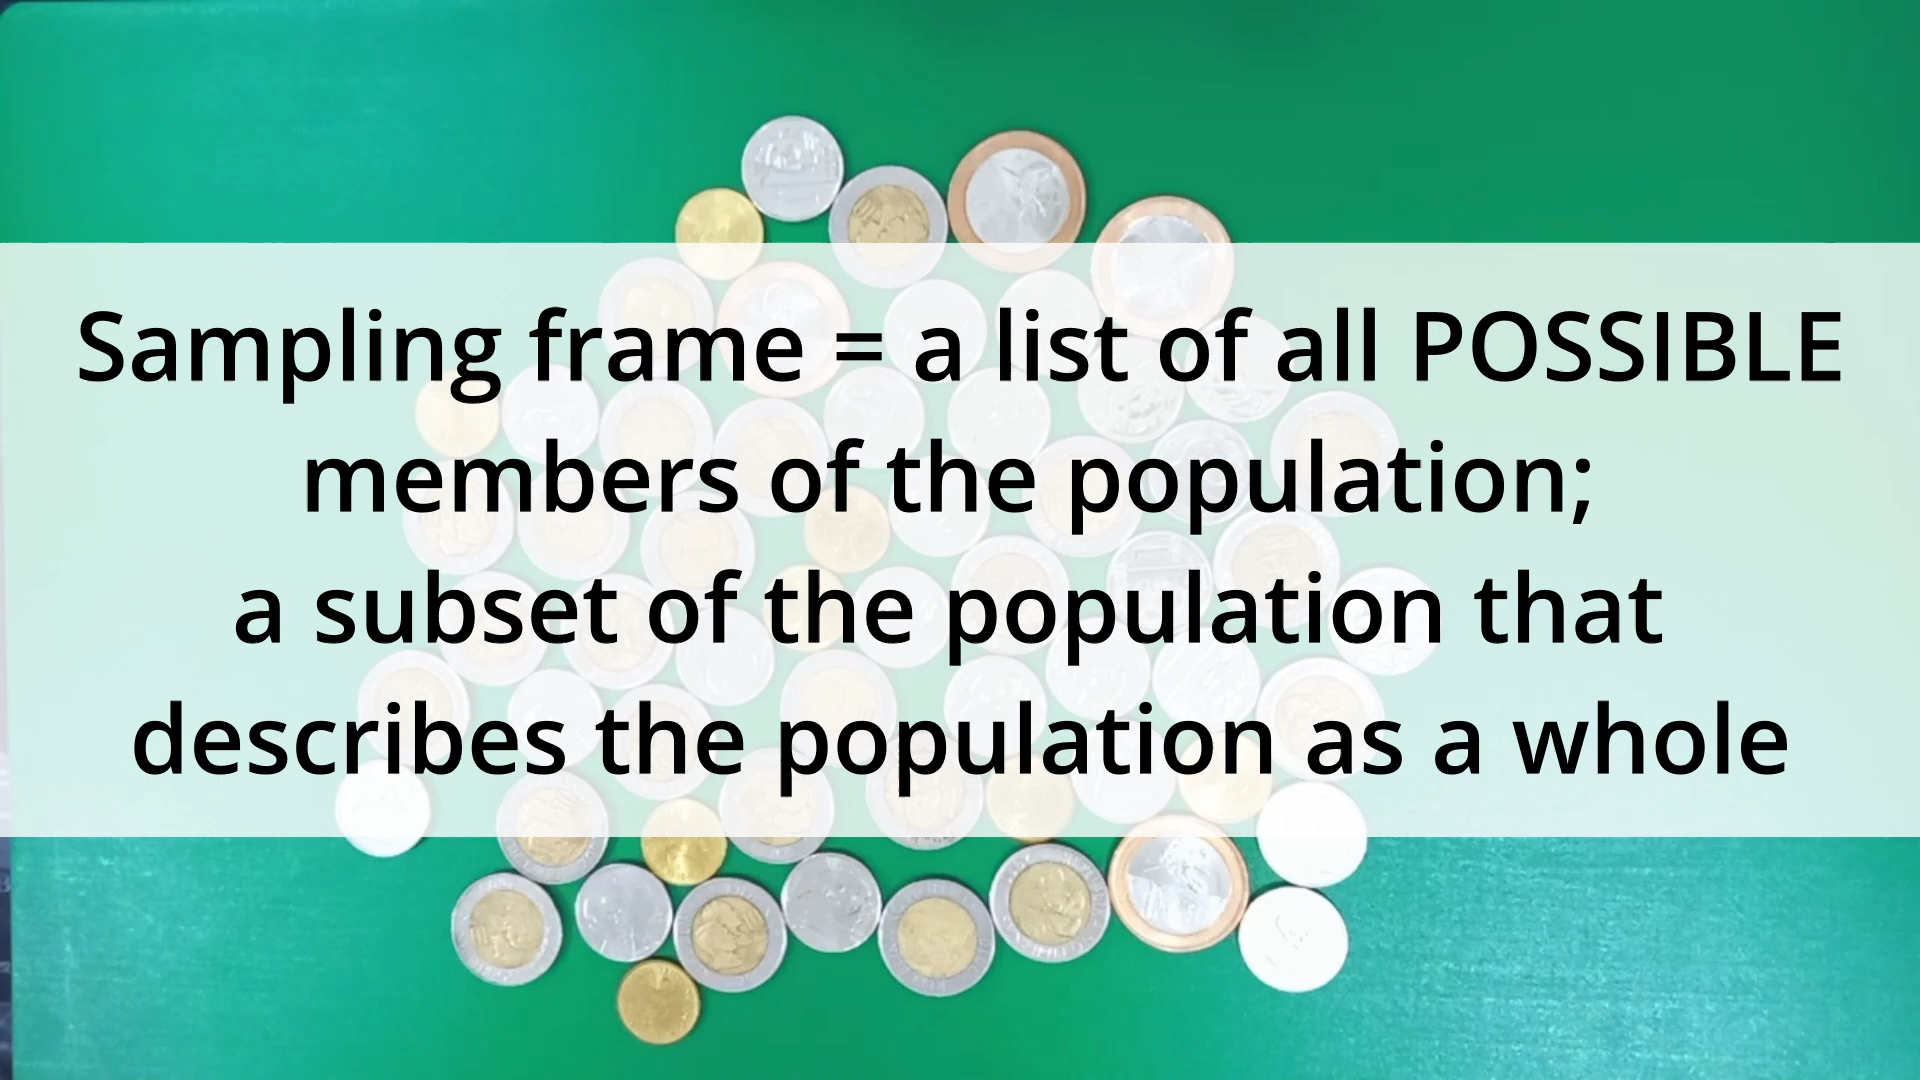 Sampling frame = a list of all POSSIBLE
members of the population;
a subset of the population that
describes the population as a whole